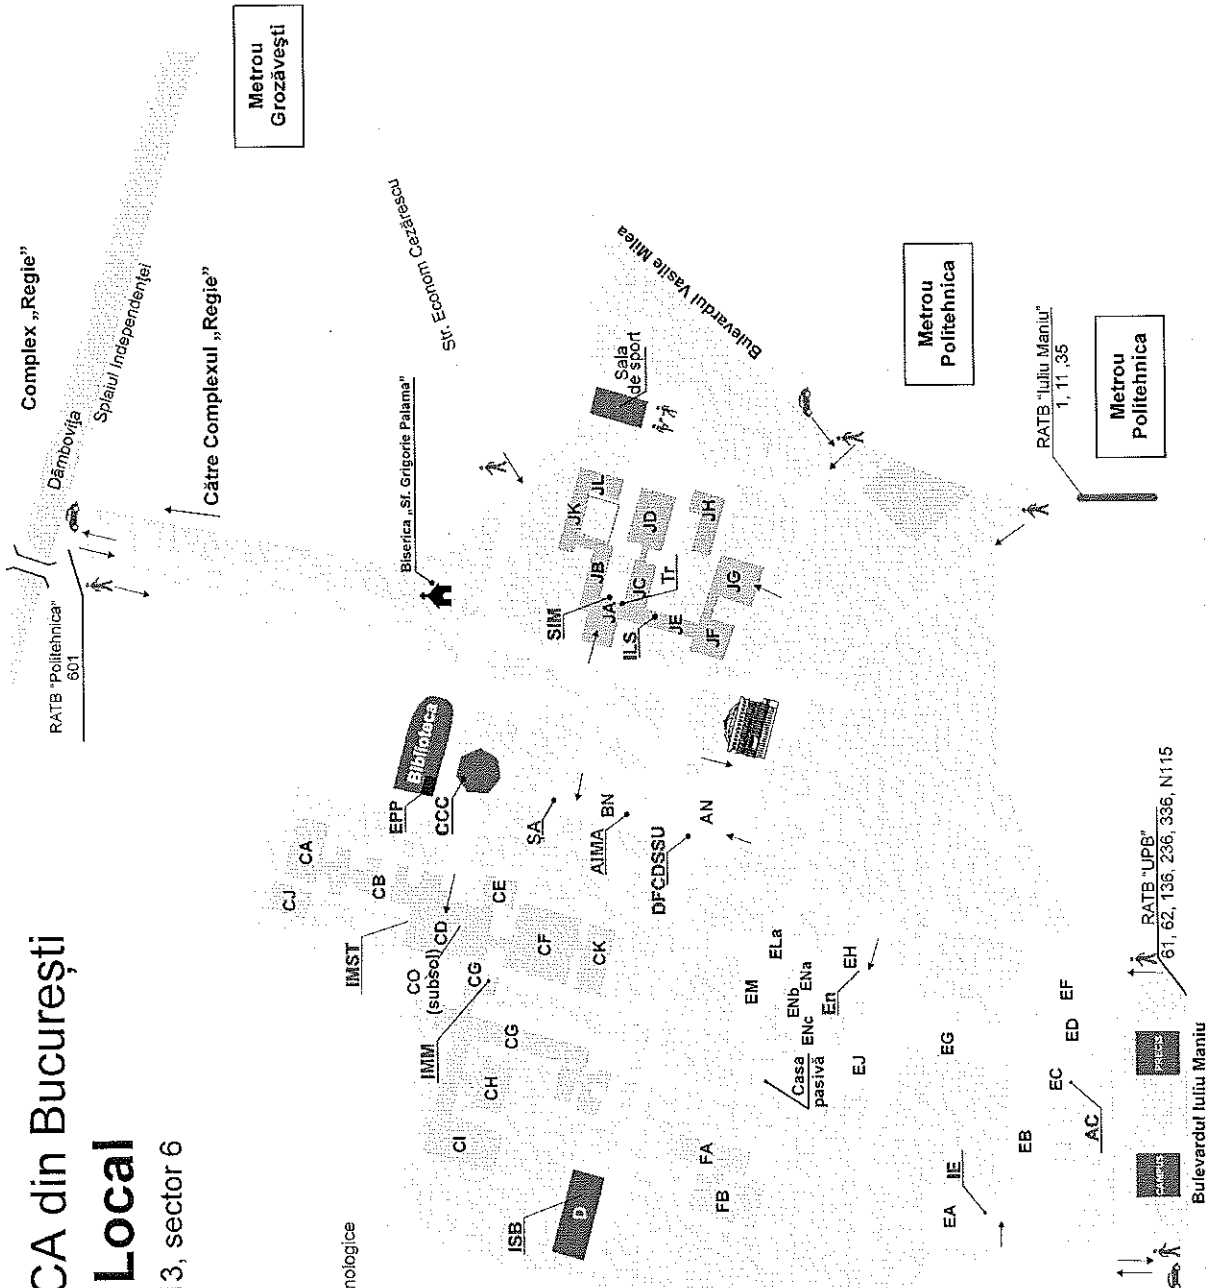 CA din București
Local
3, sector 6
nologice
Complex „Regie”
Dâmbovița
Splaiul Independenței
Metrou
Grozăvești
RATB "Politehnica"
601
Către Complexul „Regie”
Str. Econom Cezărescu
Biserica „Sf. Grigorie Palama”
Bulevardul Vasile Milea
Sala
de sport
Biblioteca
EPP
CCC
CJ
CA
CB
IMST
CO
(subsol)
CD
CE
CG
CF
CK
IMM
CG
CH
CI
ISB
D
ȘA
BN
AIMA
DFCDSSU
AN
SIM
JK
JL
JB
JA
JC
JD
Tr
ILS
JE
JF
JG
JH
FA
FB
ELa
EM
ENa
ENb
ENc
En
EH
Casa
pasivă
EJ
EG
EF
ED
EC
AC
EB
IE
EA
Metrou
Politehnica
RATB "Iuliu Maniu"
1, 11 ,35
Metrou
Politehnica
RATB "UPB"
61, 62, 136, 236, 336, N115
PRECIS
CAMPUS
Bulevardul Iuliu Maniu